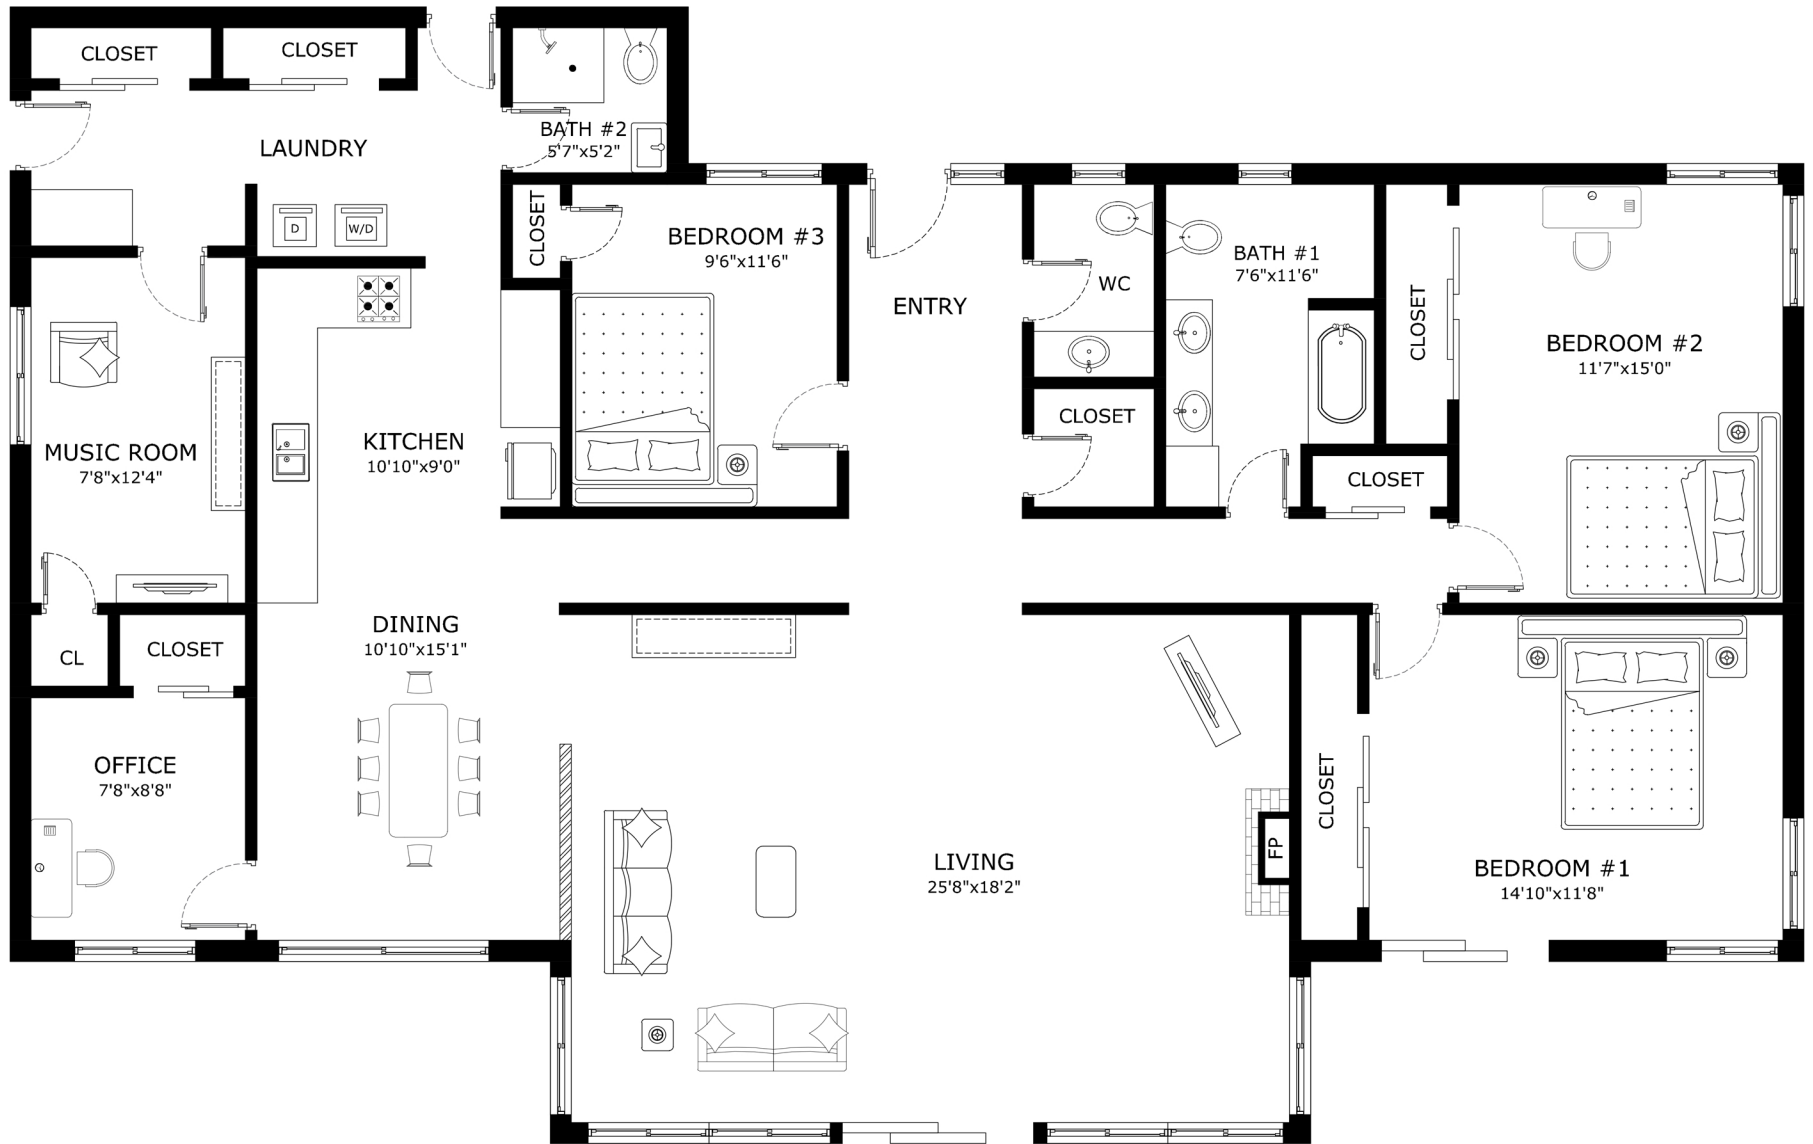 CLOSET
CLOSET
BATH #2
5'7"x5'2"
LAUNDRY
D
W/D
CLOSET
BEDROOM #3
9'6"x11'6"
ENTRY
WC
BATH #1
7'6"x11'6"
CLOSET
BEDROOM #2
11'7"x15'0"
CLOSET
MUSIC ROOM
7'8"x12'4"
KITCHEN
10'10"x9'0"
CLOSET
DINING
10'10"x15'1"
CL
CLOSET
OFFICE
7'8"x8'8"
LIVING
25'8"x18'2"
FP
CLOSET
BEDROOM #1
14'10"x11'8"